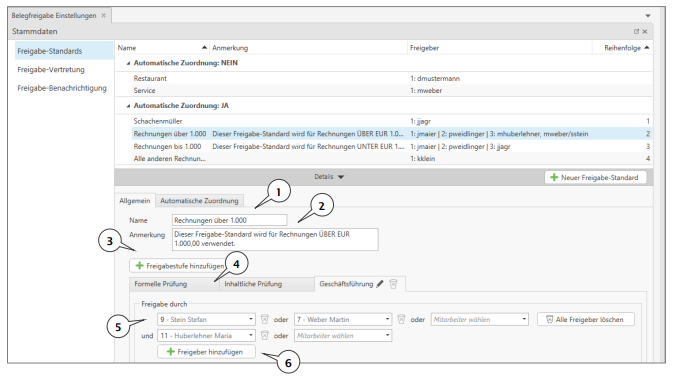 Belegfreigabe Einstellungen ×
Stammdaten
Freigabe-Standards
Freigabe-Vertretung
Freigabe-Benachrichtigung
Name Anmerkung Freigeber Reihenfolge
Automatische Zuordnung: NEIN
Restaurant 1: dmustermann
Service 1: mweber
Automatische Zuordnung: JA
Schachenmüller 1: jjagr 1
Rechnungen über 1.000 Dieser Freigabe-Standard wird für Rechnungen ÜBER EUR 1.0... 1: jmaier | 2: pweidlinger | 3: mhuberlehner, mweber/sstein 2
Rechnungen bis 1.000 Dieser Freigabe-Standard wird für Rechnungen UNTER EUR 1.... 1: jmaier | 2: pweidlinger | 3: jjagr 3
Alle anderen Rechnun... 1: kklein 4
Details
Neuer Freigabe-Standard
Allgemein Automatische Zuordnung
1
2
Name Rechnungen über 1.000
Anmerkung Dieser Freigabe-Standard wird für Rechnungen ÜBER EUR
1.000,00 verwendet.
3
4
Freigabestufe hinzufügen
Formelle Prüfung Inhaltliche Prüfung Geschäftsführung
Freigabe durch
5
9 - Stein Stefan oder 7 - Weber Martin oder Mitarbeiter wählen Alle Freigeber löschen
und 11 - Huberlehner Maria oder Mitarbeiter wählen
Freigeber hinzufügen
6